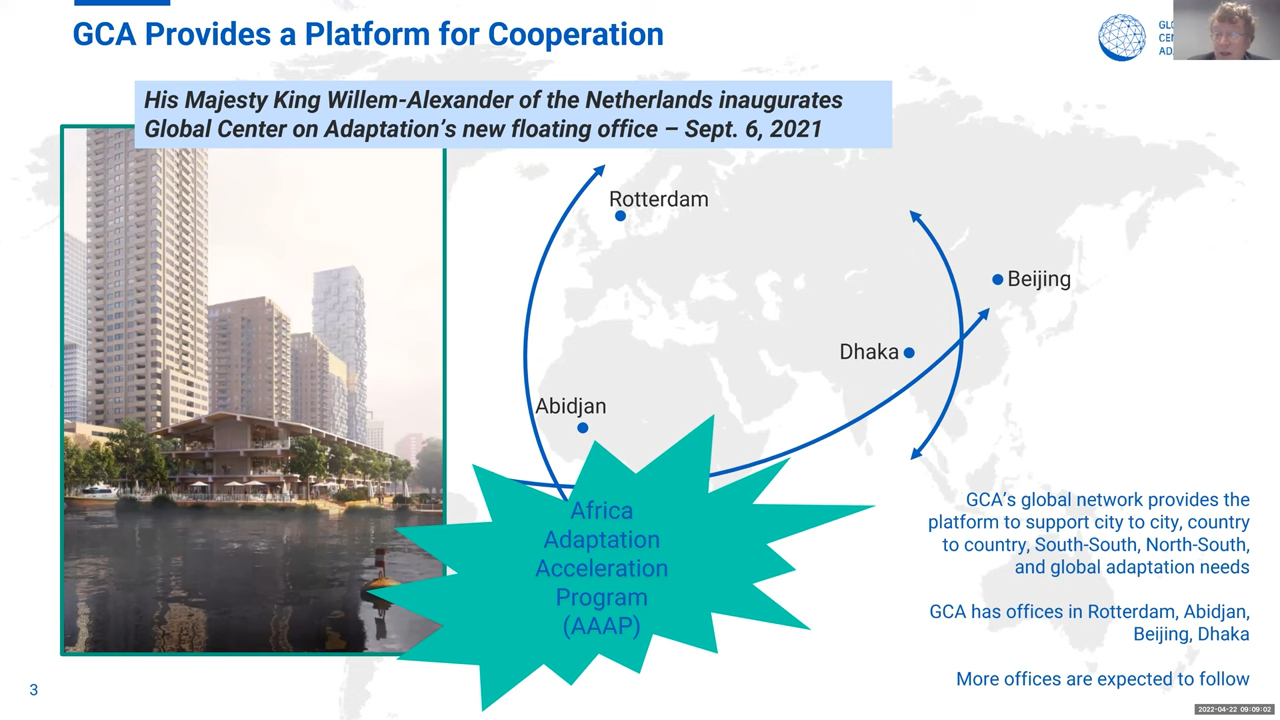 GCA Provides a Platform for Cooperation
His Majesty King Willem-Alexander of the Netherlands inaugurates
Global Center on Adaptation's new floating office – Sept. 6, 2021
Rotterdam
Beijing
Dhaka
Abidjan
Africa
Adaptation
Acceleration
Program
(AAAP)
GCA's global network provides the
platform to support city to city, country
to country, South-South, North-South,
and global adaptation needs
GCA has offices in Rotterdam, Abidjan,
Beijing, Dhaka
More offices are expected to follow
3
2022-04-22 09:09:02